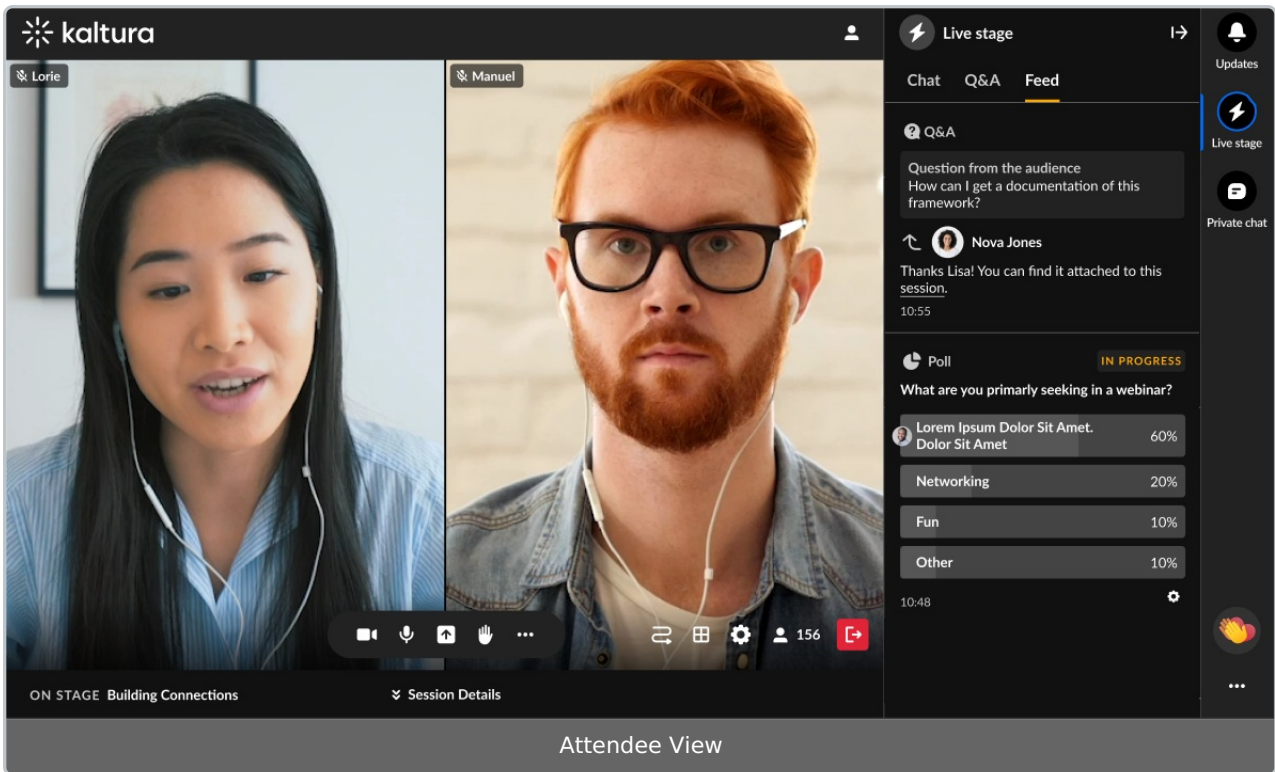 kaltura
Lorie
Manuel
ON STAGE Building Connections
Session Details
156
Live stage
Chat Q&A Feed
Q&A
Question from the audience
How can I get a documentation of this
framework?
Nova Jones
Thanks Lisa! You can find it attached to this
session.
10:55
Poll
IN PROGRESS
What are you primarly seeking in a webinar?
Lorem Ipsum Dolor Sit Amet.
Dolor Sit Amet
60%
Networking 20%
Fun 10%
Other 10%
10:48
Updates
Live stage
Private chat
Attendee View